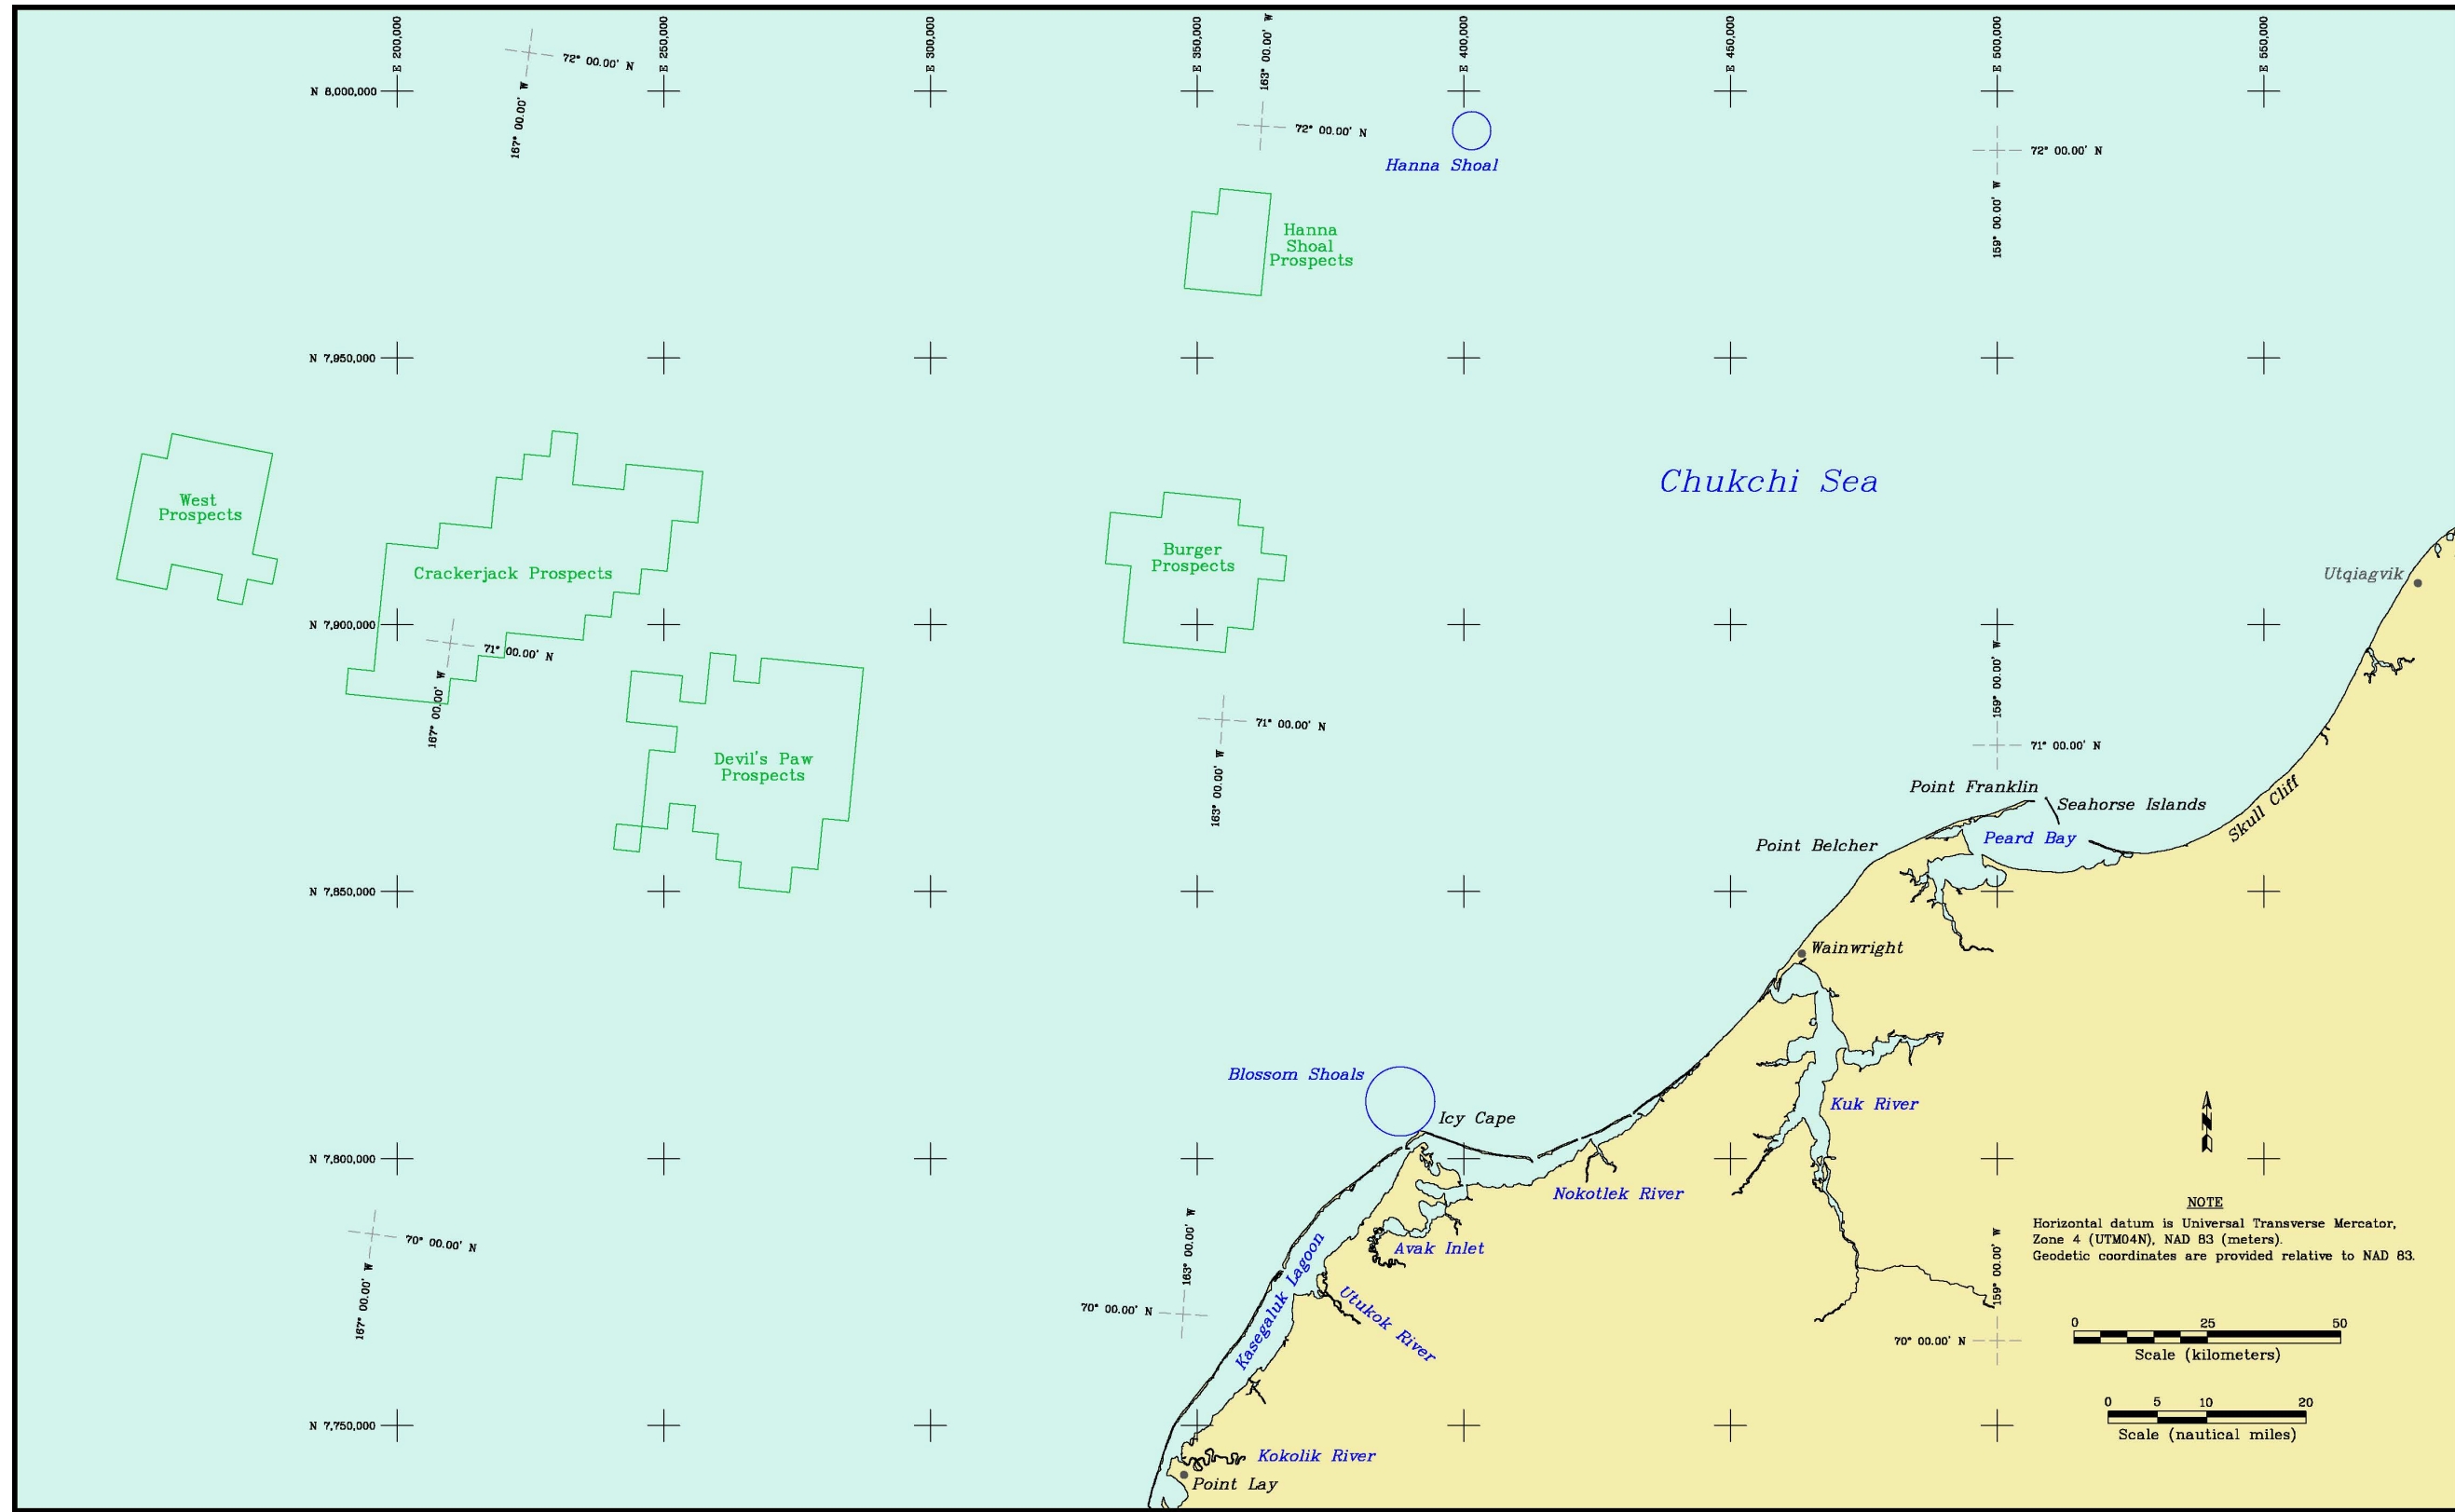 E 200,000
E 250,000
E 300,000
E 350,000
E 400,000
E 450,000
E 500,000
E 550,000
163° 00.00' W
72° 00.00' N
167° 00.00' W
N 8,000,000
72° 00.00' N
72° 00.00' N
159° 00.00' W
Hanna Shoal
Hanna
Shoal
Prospects
N 7,950,000
Chukchi Sea
West
Prospects
Crackerjack Prospects
Burger
Prospects
Utqiagvik
N 7,900,000
71° 00.00' N
167° 00.00' W
71° 00.00' N
163° 00.00' W
159° 00.00' W
71° 00.00' N
Devil's Paw
Prospects
Point Franklin
Seahorse Islands
Skull Cliff
Peard Bay
Point Belcher
N 7,850,000
Wainwright
Blossom Shoals
Icy Cape
Kuk River
N 7,800,000
Nokotlek River
NOTE
Horizontal datum is Universal Transverse Mercator,
Zone 4 (UTM04N), NAD 83 (meters).
Geodetic coordinates are provided relative to NAD 83.
70° 00.00' N
167° 00.00' W
163° 00.00' W
70° 00.00' N
Avak Inlet
Kasegaluk Lagoon
Utukok River
159° 00.00' W
70° 00.00' N
0 25 50
Scale (kilometers)
0 5 10 20
Scale (nautical miles)
N 7,750,000
Kokolik River
Point Lay
N